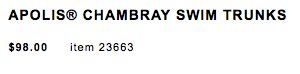 APOLIS® CHAMBRAY SWIM TRUNKS
$98.00 item 23663